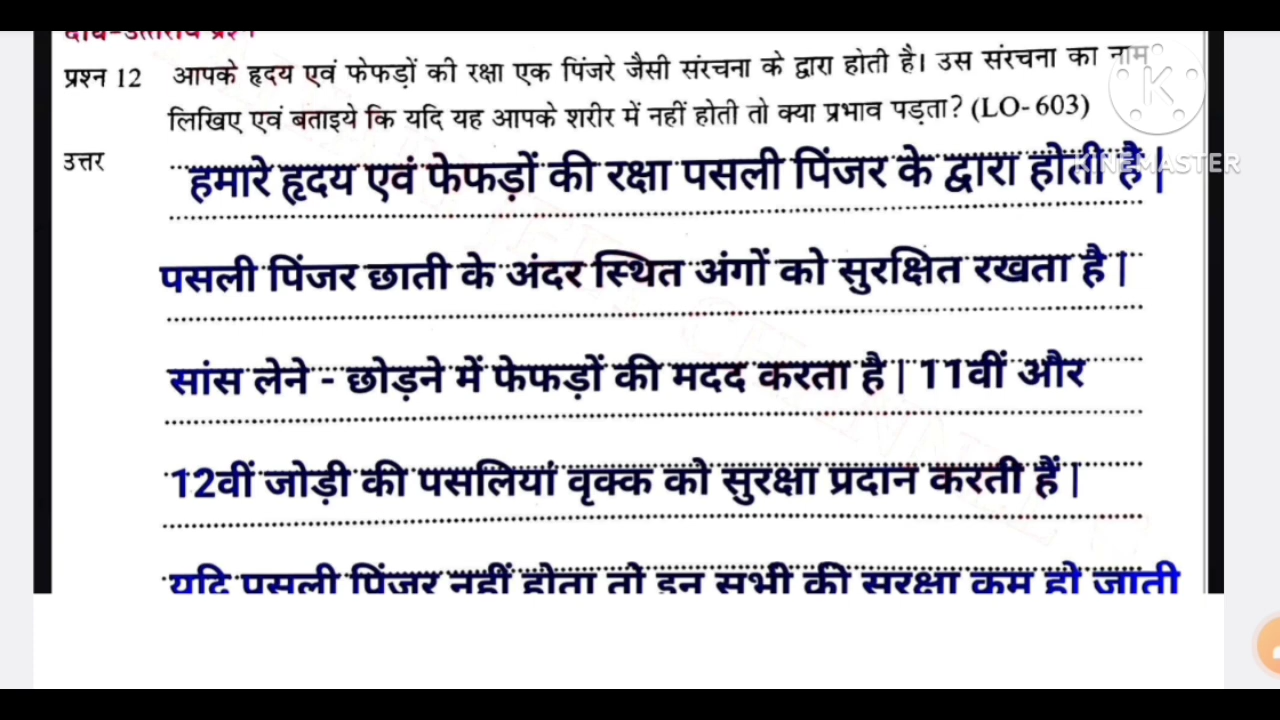 दीर्घ-उत्तरीय प्रश्न
प्रश्न 12 आपके हृदय एवं फेफड़ों की रक्षा एक पिंजरे जैसी संरचना के द्वारा होती है। उस संरचना का नाम
लिखिए एवं बताइये कि यदि यह आपके शरीर में नहीं होती तो क्या प्रभाव पड़ता? (LO-603)
K
KINEMASTER
उत्तर
हमारे हृदय एवं फेफड़ों की रक्षा पसली पिंजर के द्वारा होती है |
पसली पिंजर छाती के अंदर स्थित अंगों को सुरक्षित रखता है |
सांस लेने - छोड़ने में फेफड़ों की मदद करता है | 11वीं और
12वीं जोड़ी की पसलियां वृक्क को सुरक्षा प्रदान करती हैं |
यदि पसली पिंजर नहीं होता तो इन सभी की सुरक्षा कम हो जाती